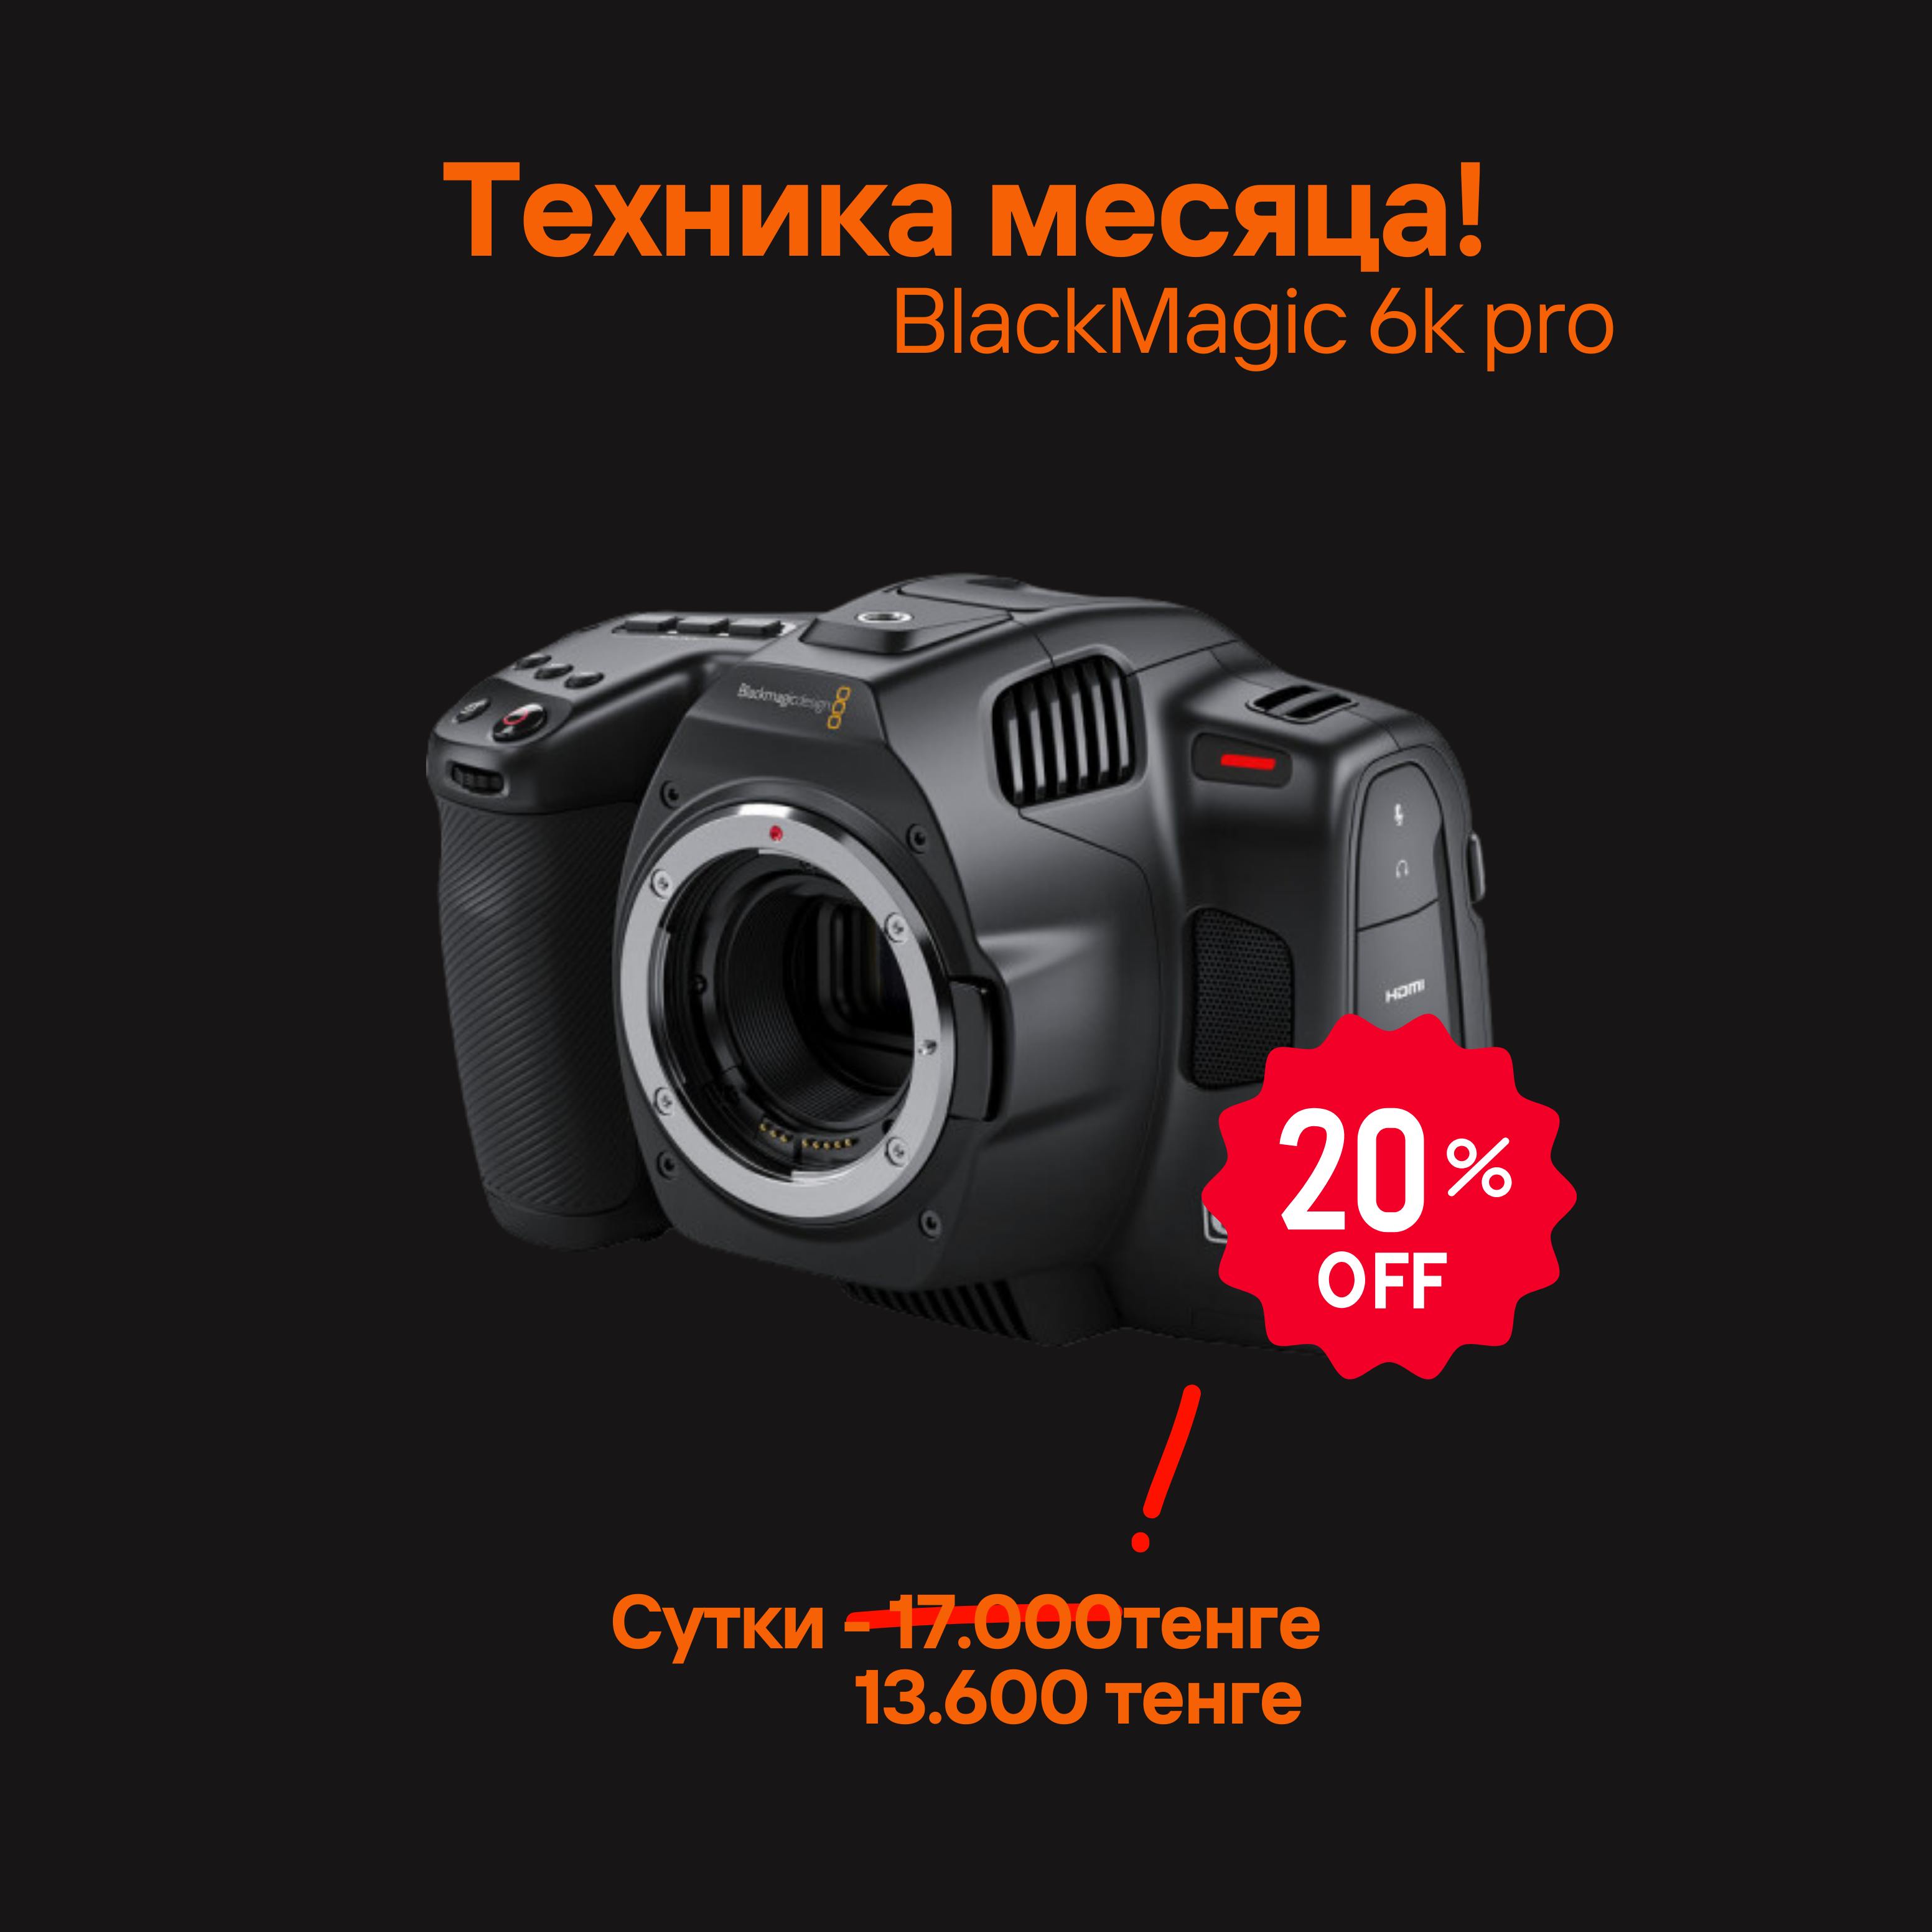 Техника месяца!
BlackMagic 6k pro
Blackmagicdesign
HDMI
20%
OFF
Сутки - 17.000тенге
13.600 тенге